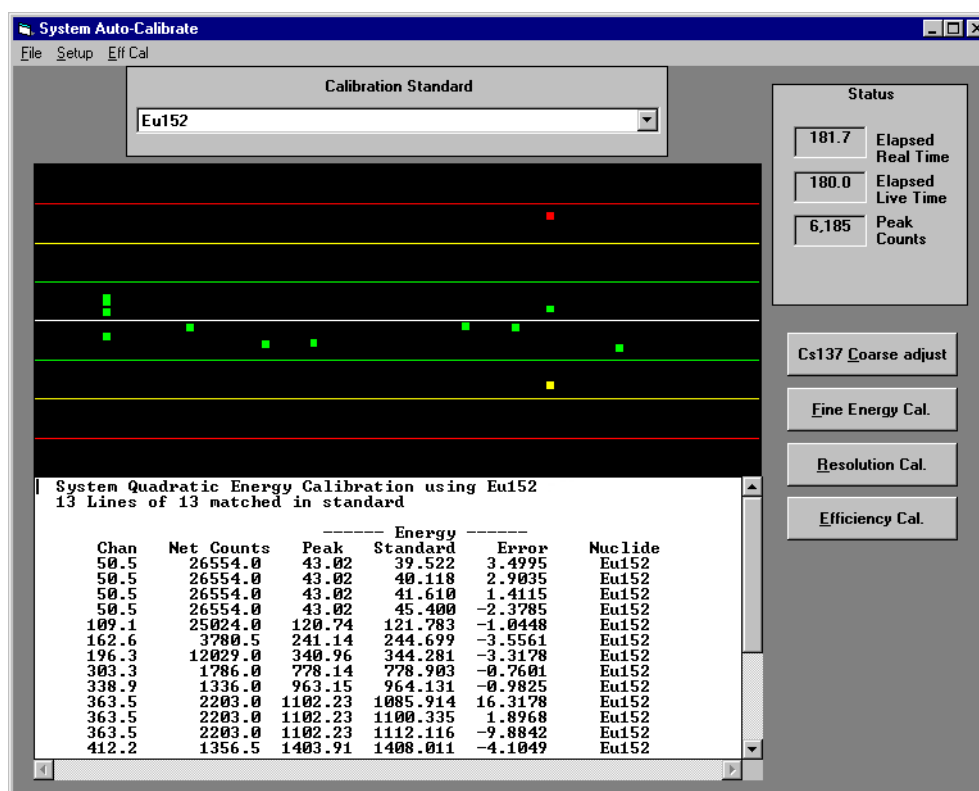 System Auto-Calibrate
File Setup Eff Cal
Calibration Standard
Eu152
Status
181.7 Elapsed Real Time
180.0 Elapsed Live Time
6,185 Peak Counts
Cs137 Coarse adjust
Fine Energy Cal.
Resolution Cal.
Efficiency Cal.
System Quadratic Energy Calibration using Eu152
13 Lines of 13 matched in standard
------ Energy ------
Chan Net Counts Peak Standard Error Nuclide
50.5 26554.0 43.02 39.522 3.4995 Eu152
50.5 26554.0 43.02 40.118 2.9035 Eu152
50.5 26554.0 43.02 41.610 1.4115 Eu152
50.5 26554.0 43.02 45.400 -2.3785 Eu152
109.1 25024.0 120.74 121.783 -1.0448 Eu152
162.6 3780.5 241.14 244.699 -3.5561 Eu152
196.3 12029.0 340.96 344.281 -3.3178 Eu152
303.3 1786.0 778.14 778.903 -0.7601 Eu152
338.9 1336.0 963.15 964.131 -0.9825 Eu152
363.5 2203.0 1102.23 1085.914 16.3178 Eu152
363.5 2203.0 1102.23 1100.335 1.8968 Eu152
363.5 2203.0 1102.23 1112.116 -9.8842 Eu152
412.2 1356.5 1403.91 1408.011 -4.1049 Eu152